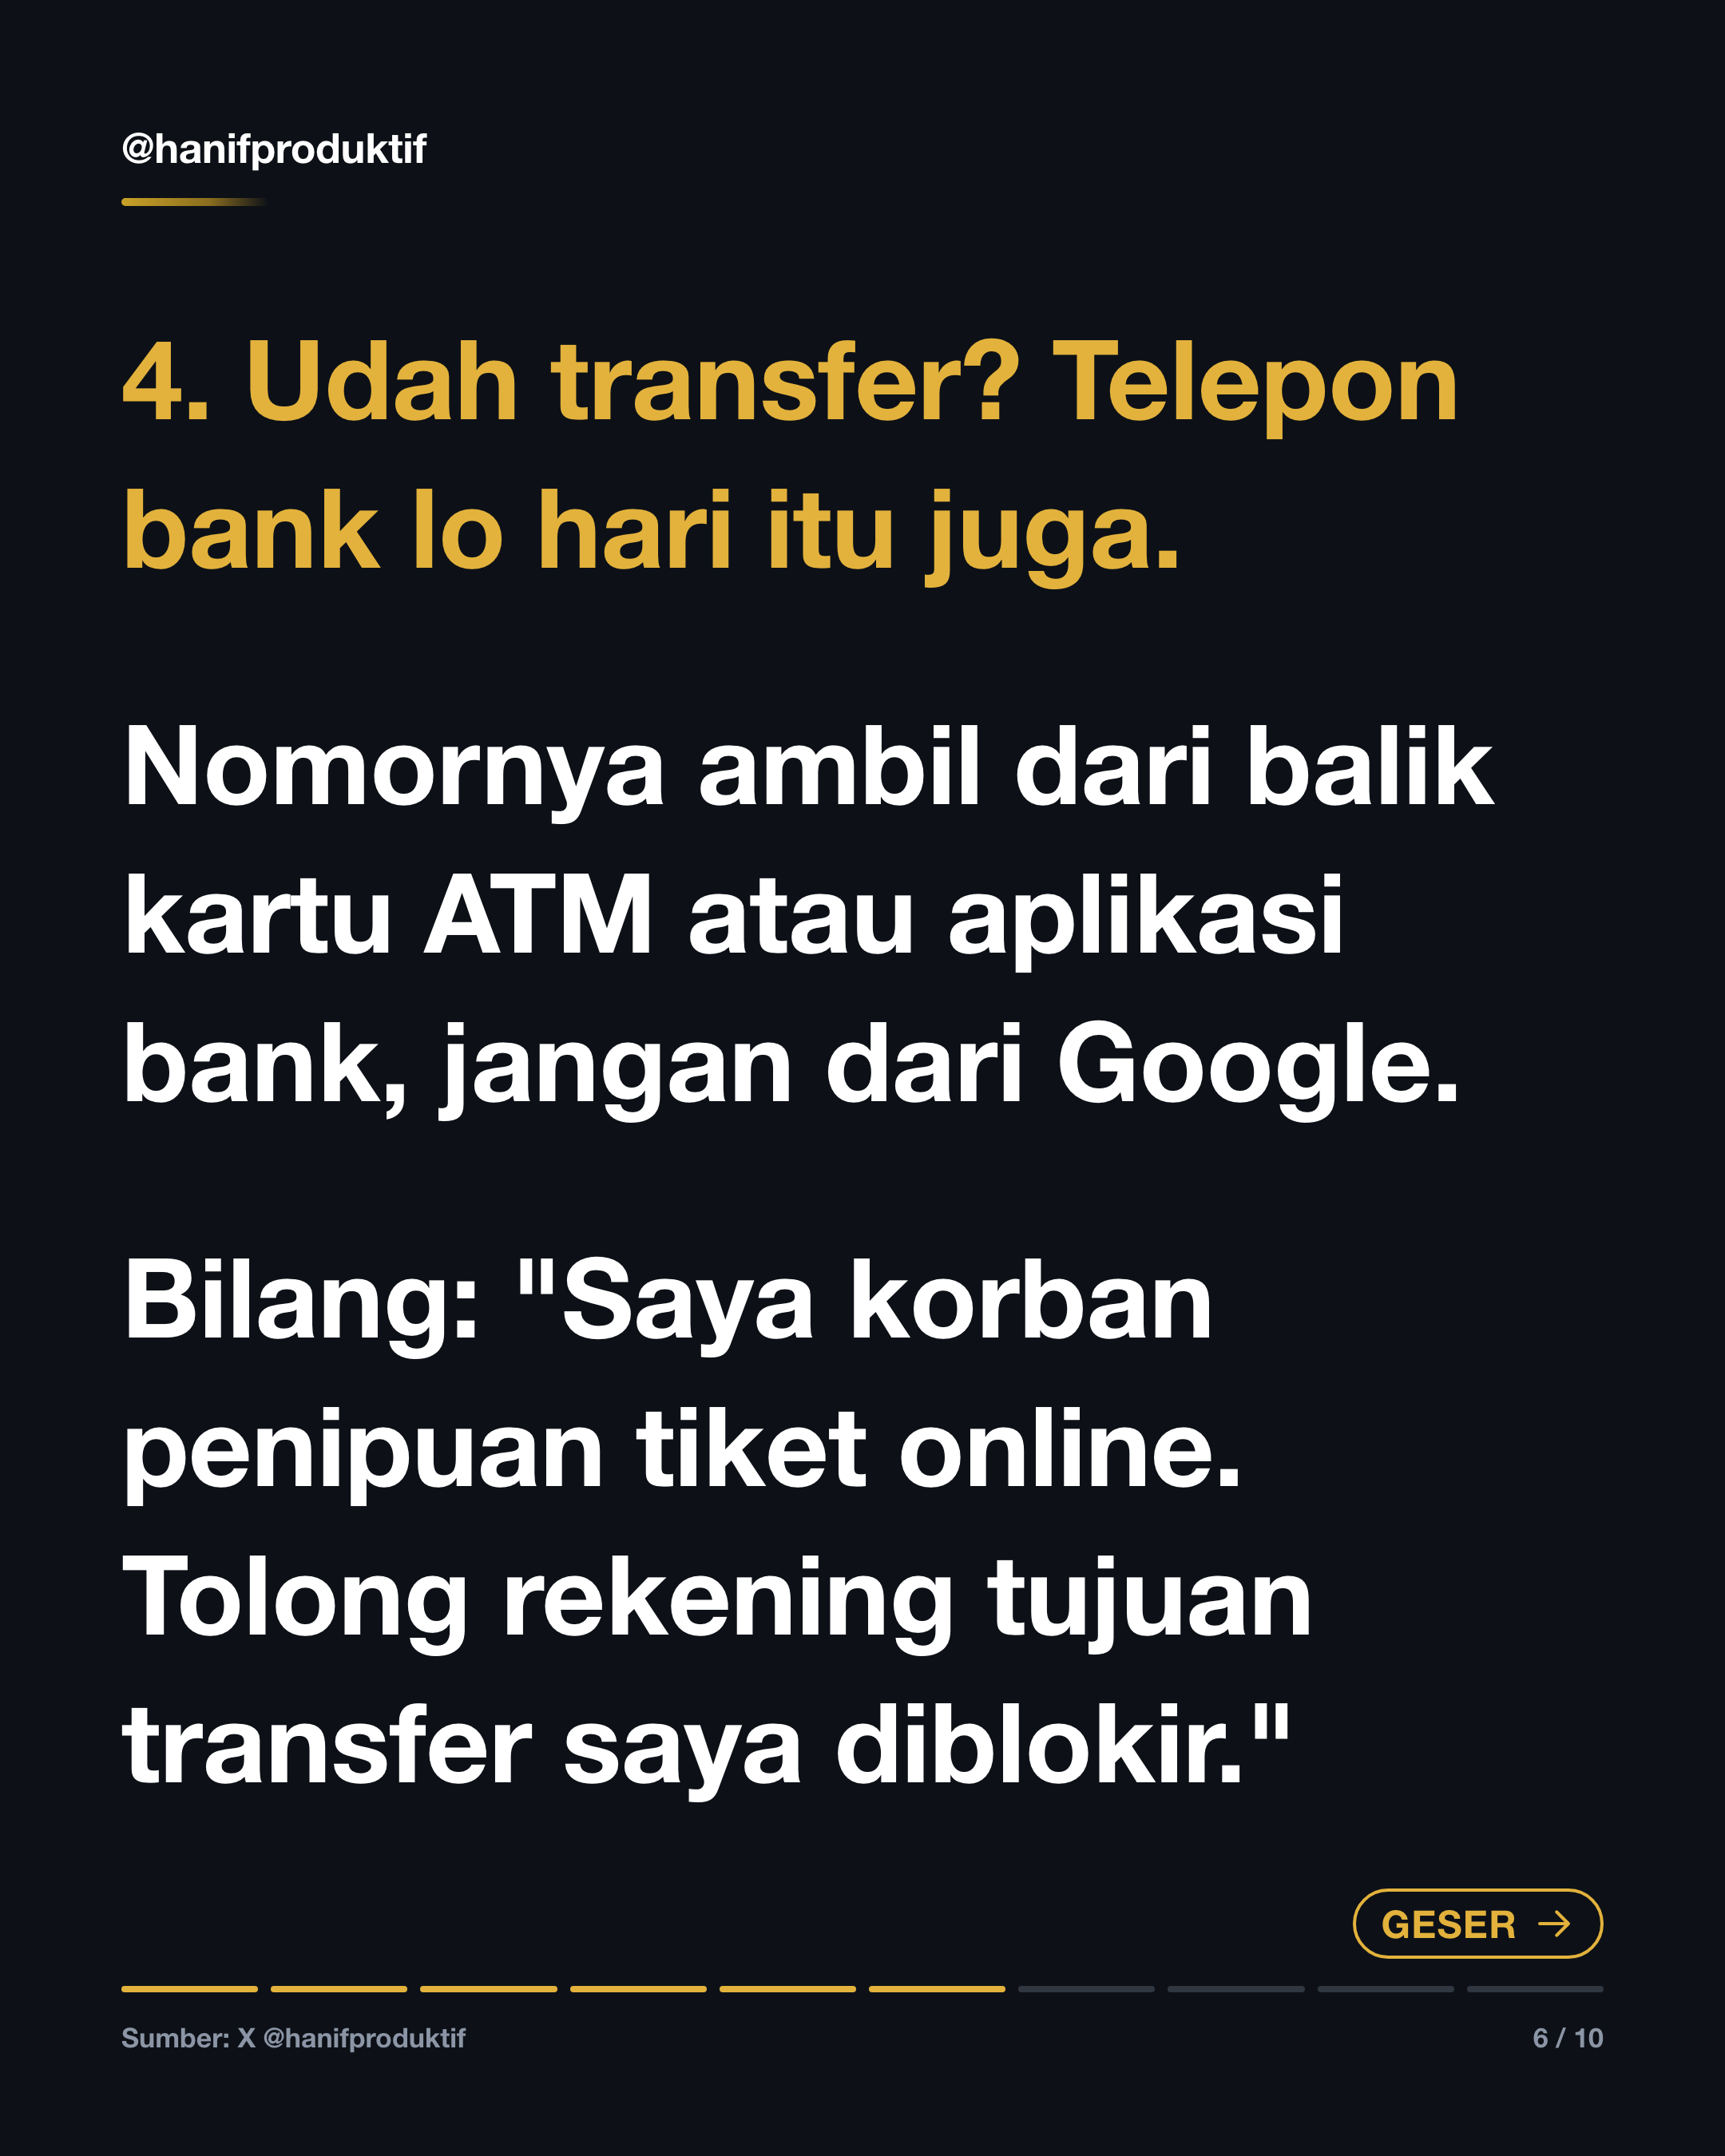 @hanifproduktif
4. Udah transfer? Telepon
bank lo hari itu juga.
Nomornya ambil dari balik
kartu ATM atau aplikasi
bank, jangan dari Google.
Bilang: "Saya korban
penipuan tiket online.
Tolong rekening tujuan
transfer saya diblokir."
GESER →
Sumber: X @hanifproduktif
6 / 10